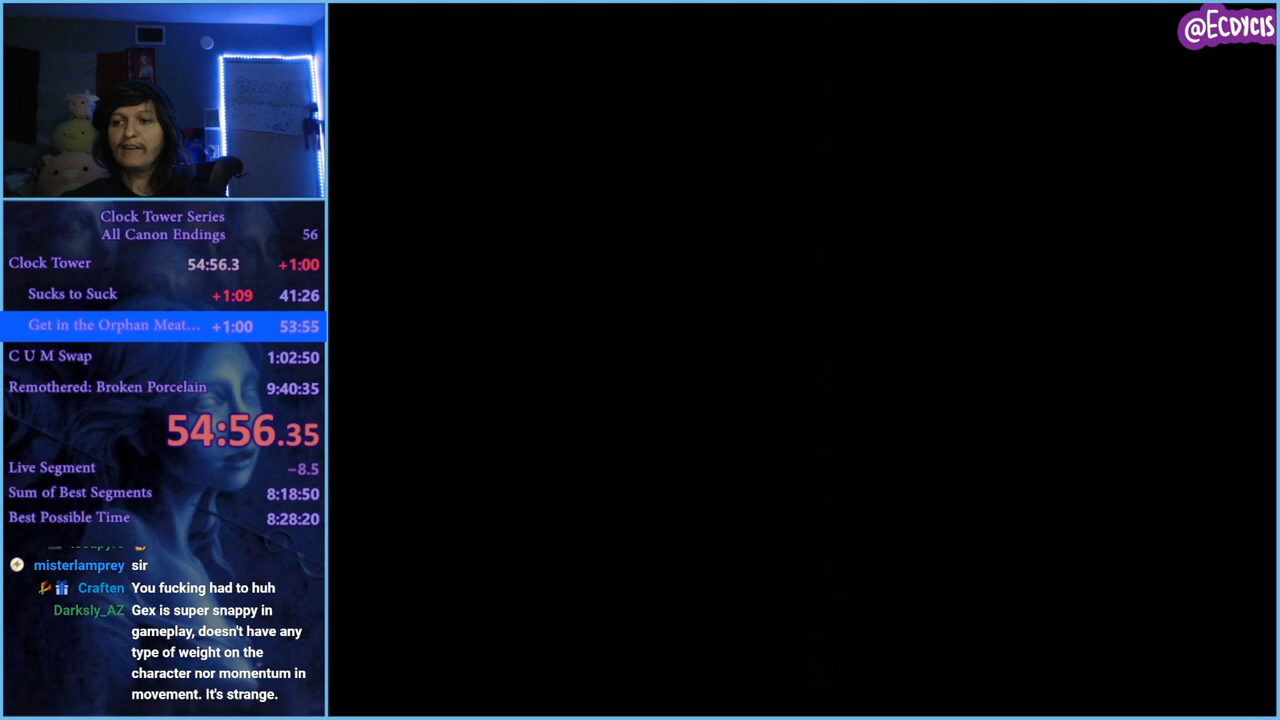 @ECDYCIS
GAME
Clock Tower Series
All Canon Endings 56
Clock Tower 54:56.3 +1:00
Sucks to Suck +1:09 41:26
Get in the Orphan Meat... +1:00 53:55
C U M Swap 1:02:50
Remothered: Broken Porcelain 9:40:35
54:56.35
Live Segment −8.5
Sum of Best Segments 8:18:50
Best Possible Time 8:28:20
misterlamprey sir
Craften You fucking had to huh
Darksly_AZ Gex is super snappy in
gameplay, doesn't have any
type of weight on the
character nor momentum in
movement. It's strange.